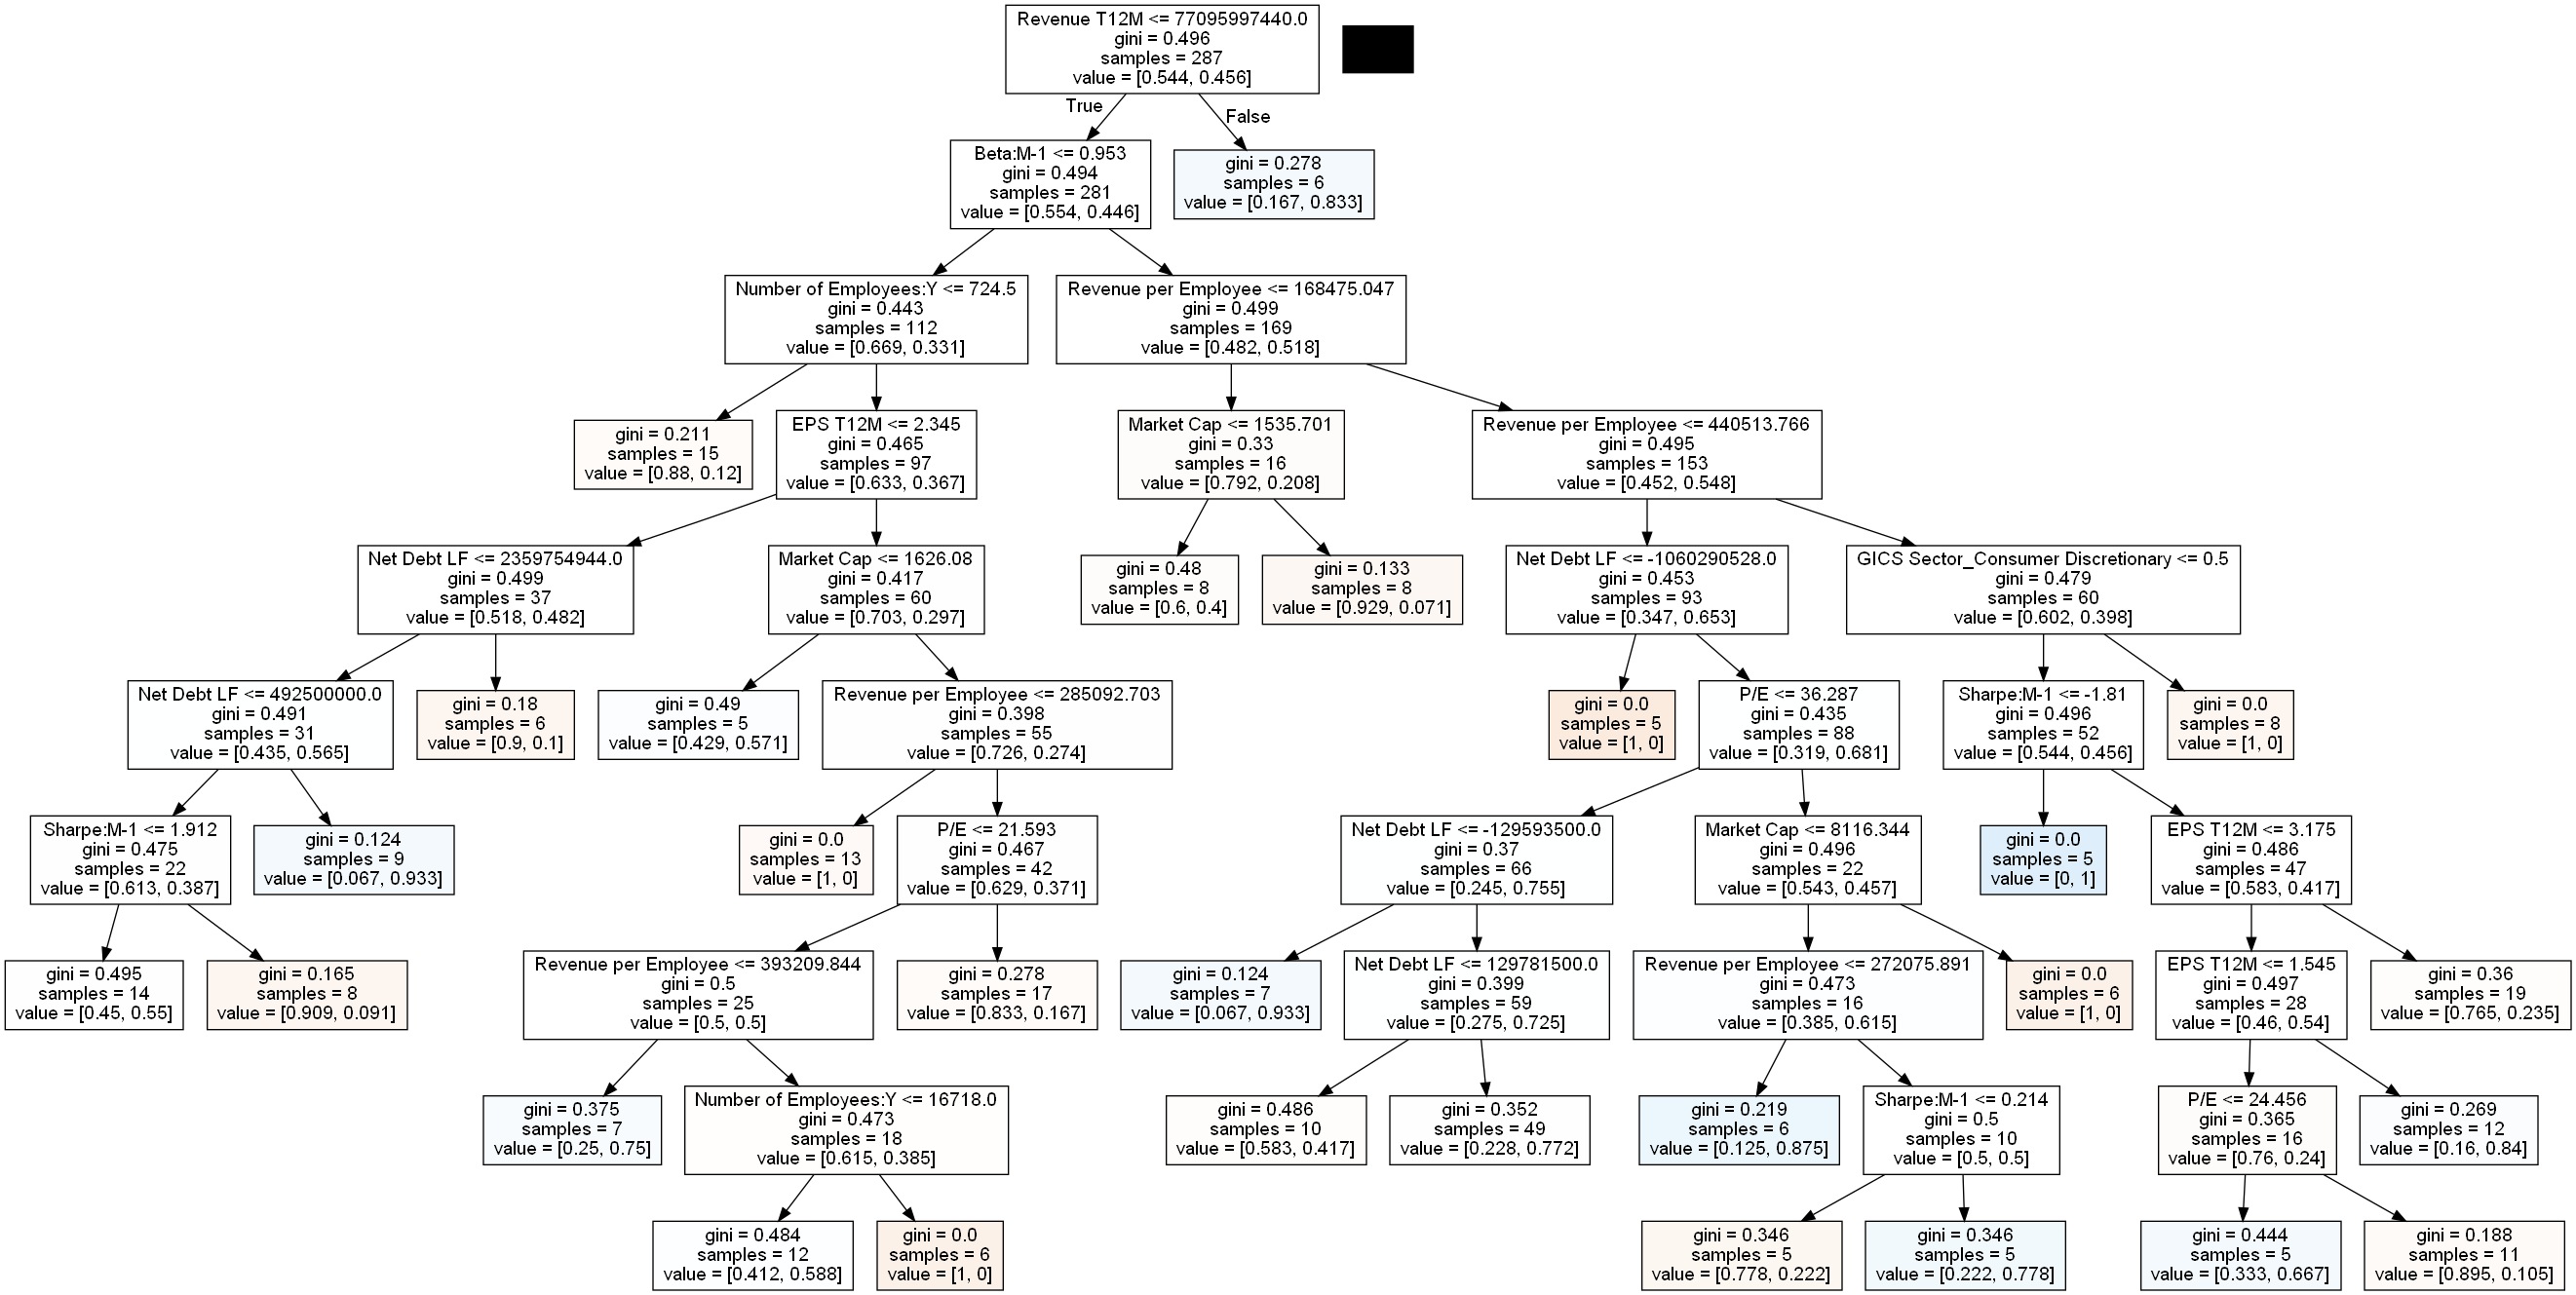 Revenue T12M <= 77095997440.0
gini = 0.496
samples = 287
value = [0.544, 0.456]
True
False
Beta:M-1 <= 0.953
gini = 0.494
samples = 281
value = [0.554, 0.446]
gini = 0.278
samples = 6
value = [0.167, 0.833]
Number of Employees:Y <= 724.5
gini = 0.443
samples = 112
value = [0.669, 0.331]
Revenue per Employee <= 168475.047
gini = 0.499
samples = 169
value = [0.482, 0.518]
gini = 0.211
samples = 15
value = [0.88, 0.12]
EPS T12M <= 2.345
gini = 0.465
samples = 97
value = [0.633, 0.367]
Market Cap <= 1535.701
gini = 0.33
samples = 16
value = [0.792, 0.208]
Revenue per Employee <= 440513.766
gini = 0.495
samples = 153
value = [0.452, 0.548]
Net Debt LF <= 2359754944.0
gini = 0.499
samples = 37
value = [0.518, 0.482]
Market Cap <= 1626.08
gini = 0.417
samples = 60
value = [0.703, 0.297]
gini = 0.48
samples = 8
value = [0.6, 0.4]
gini = 0.133
samples = 8
value = [0.929, 0.071]
Net Debt LF <= -1060290528.0
gini = 0.453
samples = 93
value = [0.347, 0.653]
GICS Sector_Consumer Discretionary <= 0.5
gini = 0.479
samples = 60
value = [0.602, 0.398]
Net Debt LF <= 492500000.0
gini = 0.491
samples = 31
value = [0.435, 0.565]
gini = 0.18
samples = 6
value = [0.9, 0.1]
gini = 0.49
samples = 5
value = [0.429, 0.571]
Revenue per Employee <= 285092.703
gini = 0.398
samples = 55
value = [0.726, 0.274]
gini = 0.0
samples = 5
value = [1, 0]
P/E <= 36.287
gini = 0.435
samples = 88
value = [0.319, 0.681]
Sharpe:M-1 <= -1.81
gini = 0.496
samples = 52
value = [0.544, 0.456]
gini = 0.0
samples = 8
value = [1, 0]
Sharpe:M-1 <= 1.912
gini = 0.475
samples = 22
value = [0.613, 0.387]
gini = 0.124
samples = 9
value = [0.067, 0.933]
gini = 0.0
samples = 13
value = [1, 0]
P/E <= 21.593
gini = 0.467
samples = 42
value = [0.629, 0.371]
Net Debt LF <= -129593500.0
gini = 0.37
samples = 66
value = [0.245, 0.755]
Market Cap <= 8116.344
gini = 0.496
samples = 22
value = [0.543, 0.457]
gini = 0.0
samples = 5
value = [0, 1]
EPS T12M <= 3.175
gini = 0.486
samples = 47
value = [0.583, 0.417]
gini = 0.495
samples = 14
value = [0.45, 0.55]
gini = 0.165
samples = 8
value = [0.909, 0.091]
Revenue per Employee <= 393209.844
gini = 0.5
samples = 25
value = [0.5, 0.5]
gini = 0.278
samples = 17
value = [0.833, 0.167]
gini = 0.124
samples = 7
value = [0.067, 0.933]
Net Debt LF <= 129781500.0
gini = 0.399
samples = 59
value = [0.275, 0.725]
Revenue per Employee <= 272075.891
gini = 0.473
samples = 16
value = [0.385, 0.615]
gini = 0.0
samples = 6
value = [1, 0]
EPS T12M <= 1.545
gini = 0.497
samples = 28
value = [0.46, 0.54]
gini = 0.36
samples = 19
value = [0.765, 0.235]
gini = 0.375
samples = 7
value = [0.25, 0.75]
Number of Employees:Y <= 16718.0
gini = 0.473
samples = 18
value = [0.615, 0.385]
gini = 0.486
samples = 10
value = [0.583, 0.417]
gini = 0.352
samples = 49
value = [0.228, 0.772]
gini = 0.219
samples = 6
value = [0.125, 0.875]
Sharpe:M-1 <= 0.214
gini = 0.5
samples = 10
value = [0.5, 0.5]
P/E <= 24.456
gini = 0.365
samples = 16
value = [0.76, 0.24]
gini = 0.269
samples = 12
value = [0.16, 0.84]
gini = 0.484
samples = 12
value = [0.412, 0.588]
gini = 0.0
samples = 6
value = [1, 0]
gini = 0.346
samples = 5
value = [0.778, 0.222]
gini = 0.346
samples = 5
value = [0.222, 0.778]
gini = 0.444
samples = 5
value = [0.333, 0.667]
gini = 0.188
samples = 11
value = [0.895, 0.105]